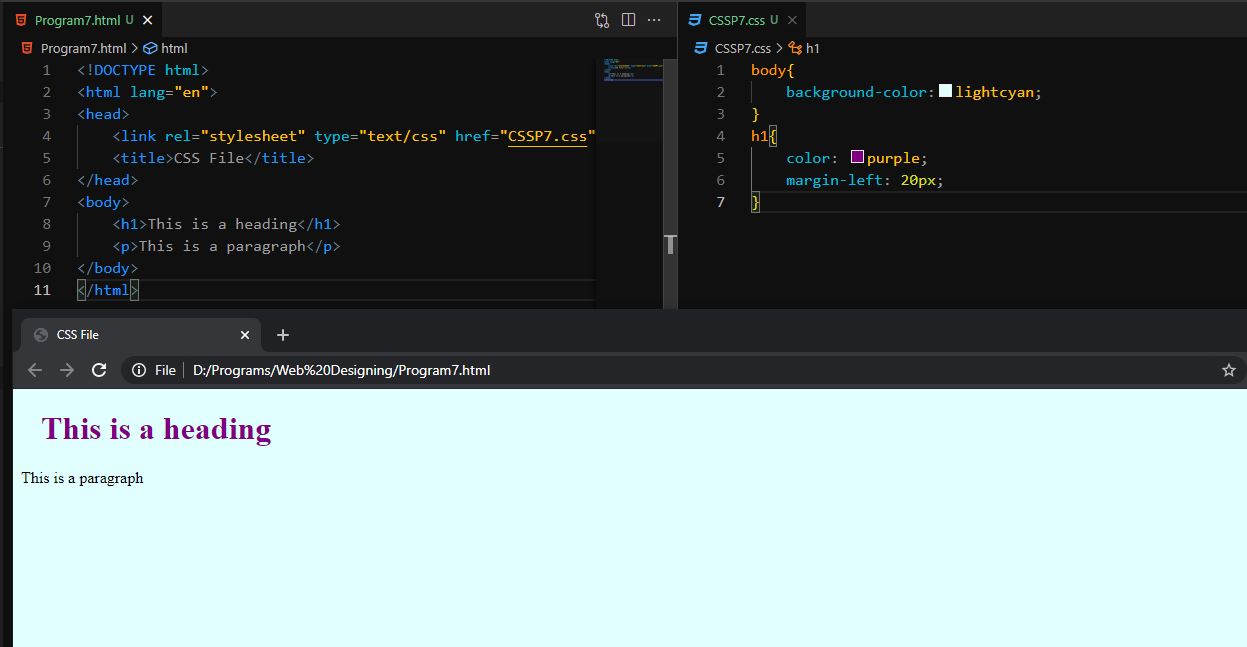 Program7.html U
Program7.html > html
1 <!DOCTYPE html>
2 <html lang="en">
3 <head>
4 <link rel="stylesheet" type="text/css" href="CSSP7.css"
5 <title>CSS File</title>
6 </head>
7 <body>
8 <h1>This is a heading</h1>
9 <p>This is a paragraph</p>
10 </body>
11 </html>
CSSP7.css U
CSSP7.css > h1
1 body{
2 background-color: lightcyan;
3 }
4 h1{
5 color: purple;
6 margin-left: 20px;
7 }
CSS File
File D:/Programs/Web%20Designing/Program7.html
This is a heading
This is a paragraph